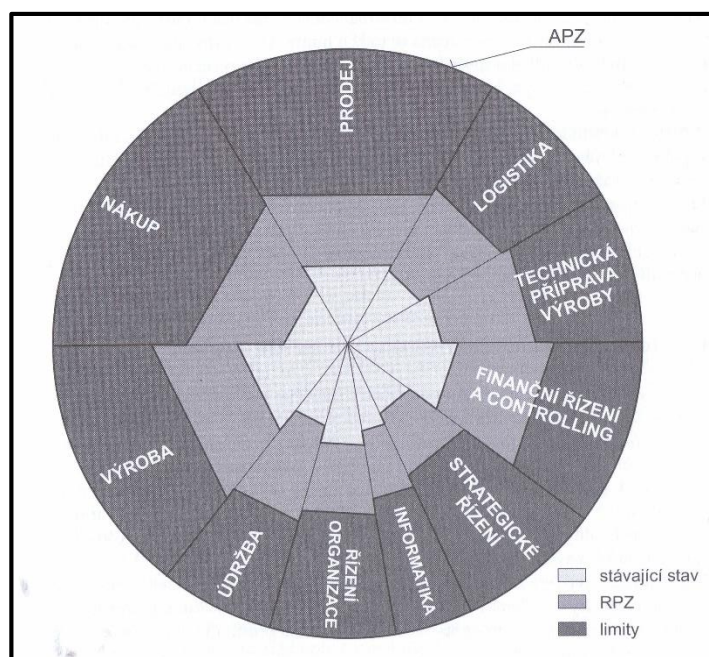 APZ
PRODEJ
LOGISTIKA
TECHNICKÁ
PŘÍPRAVA
VÝROBY
FINANČNÍ ŘÍZENÍ
A CONTROLLING
STRATEGICKÉ
ŘÍZENÍ
INFORMATIKA
ŘÍZENÍ
ORGANIZACE
ÚDRŽBA
VÝROBA
NÁKUP
stávající stav
RPZ
limity